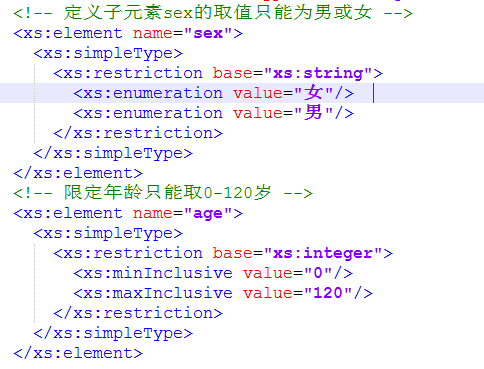 <!-- 定义子元素sex的取值只能为男或女 -->
<xs:element name="sex">
<xs:simpleType>
<xs:restriction base="xs:string">
<xs:enumeration value="女"/>
<xs:enumeration value="男"/>
</xs:restriction>
</xs:simpleType>
</xs:element>
<!-- 限定年龄只能取0-120岁 -->
<xs:element name="age">
<xs:simpleType>
<xs:restriction base="xs:integer">
<xs:minInclusive value="0"/>
<xs:maxInclusive value="120"/>
</xs:restriction>
</xs:simpleType>
</xs:element>